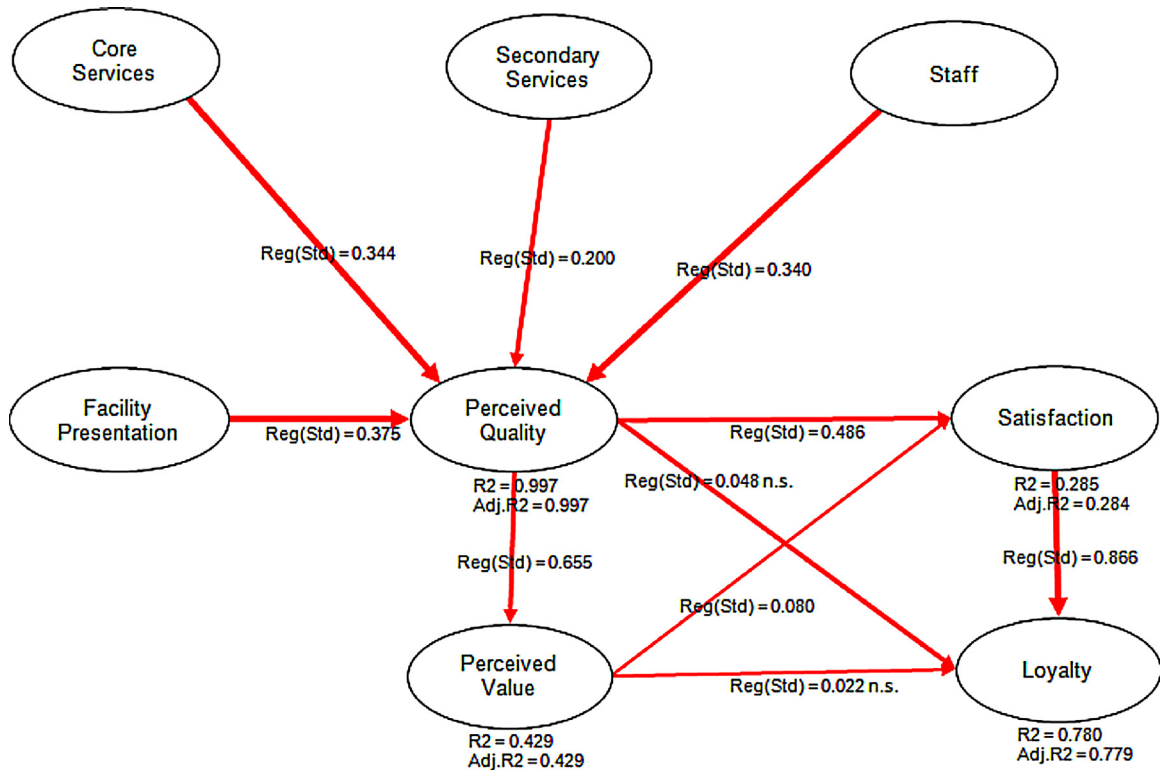 Core
Services
Secondary
Services
Staff
Reg(Std) = 0.344
Reg(Std) = 0.200
Reg(Std) = 0.340
Facility
Presentation
Reg(Std) = 0.375
Perceived
Quality
R2 = 0.997
Adj.R2 = 0.997
Reg(Std) = 0.486
Reg(Std) = 0.048 n.s.
Satisfaction
R2 = 0.285
Adj.R2 = 0.284
Reg(Std) = 0.655
Reg(Std) = 0.866
Reg(Std) = 0.080
Perceived
Value
R2 = 0.429
Adj.R2 = 0.429
Reg(Std) = 0.022 n.s.
Loyalty
R2 = 0.780
Adj.R2 = 0.779